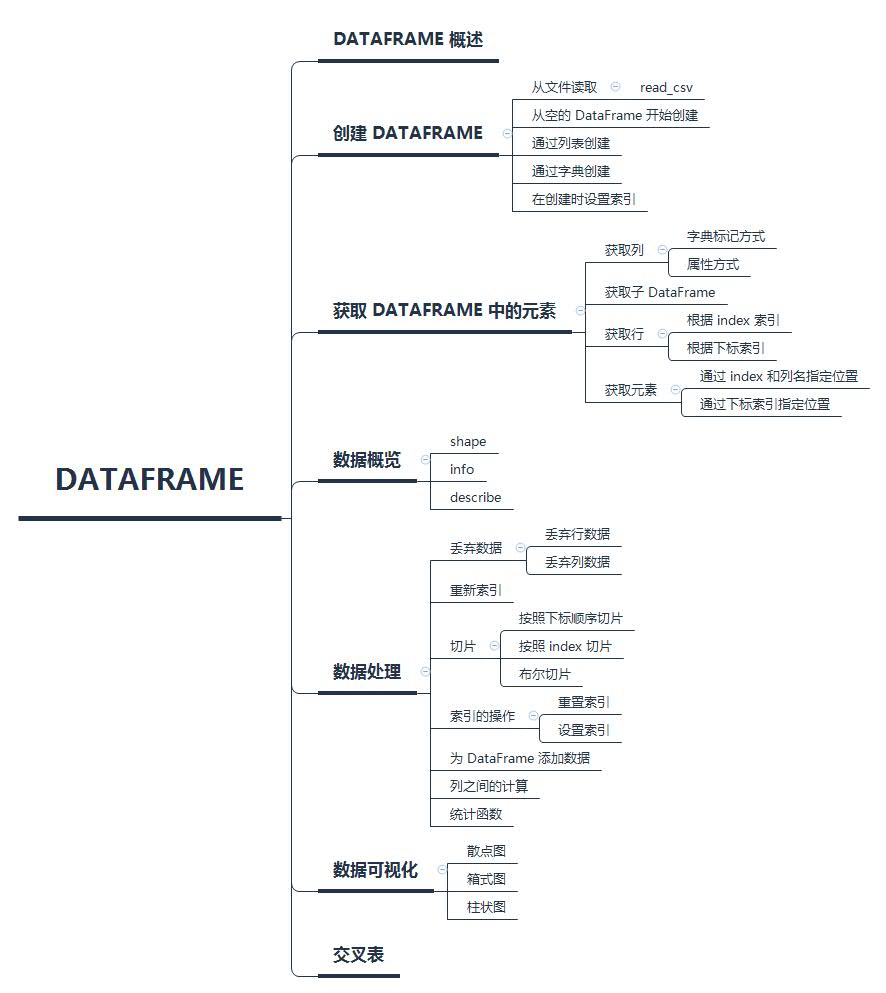 DATAFRAME 概述
从文件读取
read_csv
创建 DATAFRAME
从空的 DataFrame 开始创建
通过列表创建
通过字典创建
在创建时设置索引
获取列
字典标记方式
属性方式
获取 DATAFRAME 中的元素
获取子 DataFrame
获取行
根据 index 索引
根据下标索引
获取元素
通过 index 和列名指定位置
通过下标索引指定位置
DATAFRAME
数据概览
shape
info
describe
丢弃数据
丢弃行数据
丢弃列数据
重新索引
数据处理
切片
按照下标顺序切片
按照 index 切片
布尔切片
索引的操作
重置索引
设置索引
为 DataFrame 添加数据
列之间的计算
统计函数
数据可视化
散点图
箱式图
柱状图
交叉表